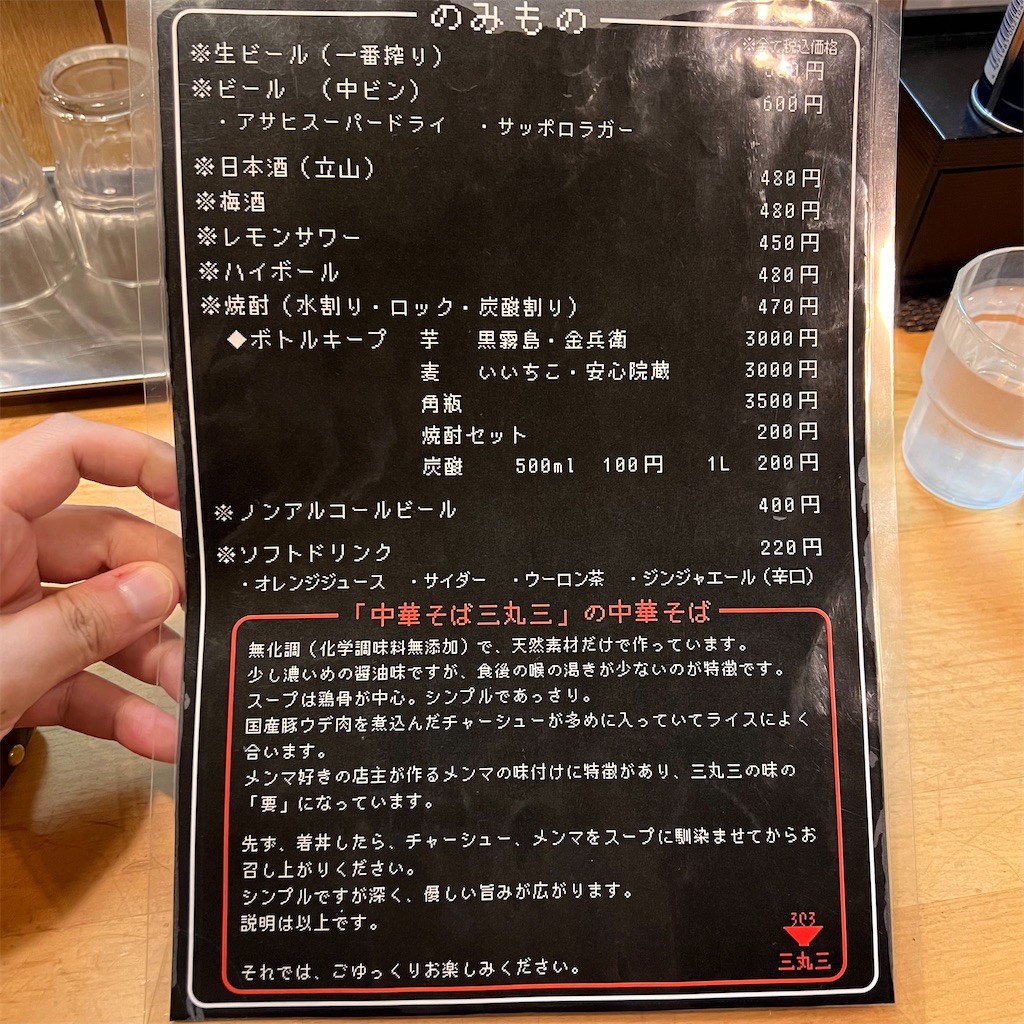 のみもの
※全て税込価格
※生ビール（一番搾り） 円
※ビール （中ビン） 600円
・アサヒスーパードライ ・サッポロラガー
※日本酒（立山） 480円
※梅酒 480円
※レモンサワー 450円
※ハイボール 480円
※焼酎（水割り・ロック・炭酸割り） 470円
◆ボトルキープ 芋 黒霧島・金兵衛 3000円
麦 いいちこ・安心院蔵 3000円
角瓶 3500円
焼酎セット 200円
炭酸 500ml 100円 1L 200円
※ノンアルコールビール 400円
※ソフトドリンク 220円
・オレンジジュース ・サイダー ・ウーロン茶 ・ジンジャエール（辛口）
「中華そば三丸三」の中華そば
無化調（化学調味料無添加）で、天然素材だけで作っています。
少し濃いめの醤油味ですが、食後の喉の渇きが少ないのが特徴です。
スープは鶏骨が中心。シンプルであっさり。
国産豚ウデ肉を煮込んだチャーシューが多めに入っていてライスによく
合います。
メンマ好きの店主が作るメンマの味付けに特徴があり、三丸三の味の
「要」になっています。
先ず、着丼したら、チャーシュー、メンマをスープに馴染ませてからお
召し上がりください。
シンプルですが深く、優しい旨みが広がります。
説明は以上です。
それでは、ごゆっくりお楽しみください。
303
三丸三